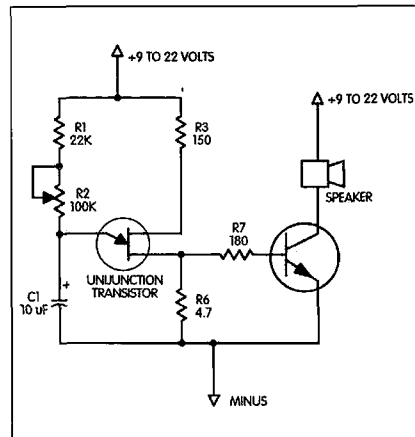 +9 TO 22 VOLTS
+9 TO 22 VOLTS
R1
22K
R3
150
R2
100K
SPEAKER
R7
180
UNIJUNCTION
TRANSISTOR
C1
10 uF
+
R6
4.7
MINUS